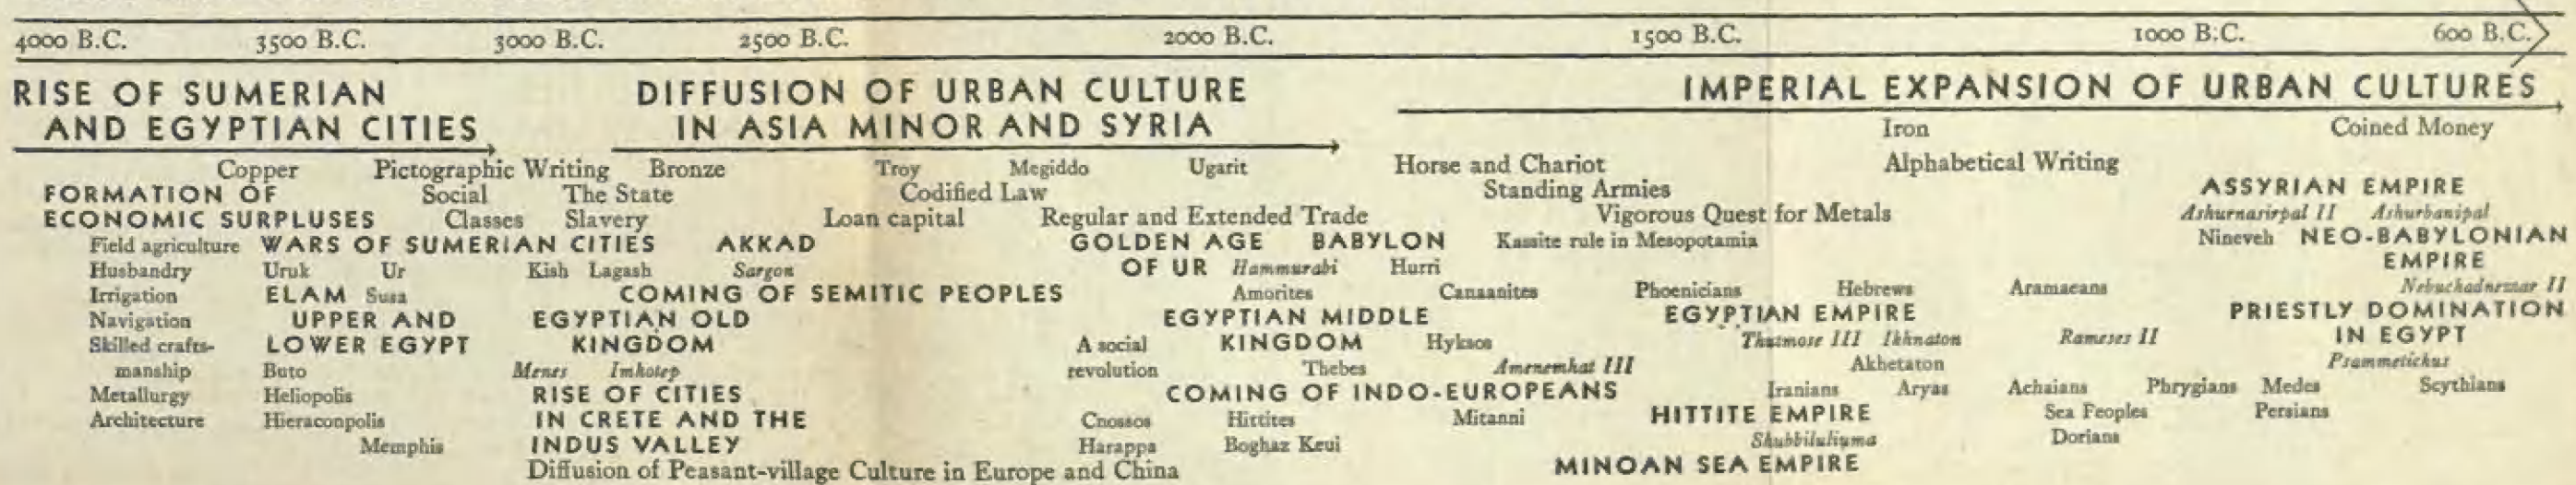 4000 B.C. 3500 B.C. 3000 B.C. 2500 B.C. 2000 B.C. 1500 B.C. 1000 B.C. 600 B.C.
RISE OF SUMERIAN DIFFUSION OF URBAN CULTURE IMPERIAL EXPANSION OF URBAN CULTURES
AND EGYPTIAN CITIES IN ASIA MINOR AND SYRIA Iron Coined Money
Copper Pictographic Writing Bronze Troy Megiddo Ugarit Horse and Chariot Alphabetical Writing
FORMATION OF Social The State Codified Law Standing Armies ASSYRIAN EMPIRE
ECONOMIC SURPLUSES Classes Slavery Loan capital Regular and Extended Trade Vigorous Quest for Metals Ashurnasirpal II Ashurbanipal
Field agriculture WARS OF SUMERIAN CITIES AKKAD GOLDEN AGE BABYLON Kassite rule in Mesopotamia Nineveh NEO-BABYLONIAN
Husbandry Uruk Ur Kish Lagash Sargon OF UR Hammurabi Hurri EMPIRE
Irrigation ELAM Susa COMING OF SEMITIC PEOPLES Amorites Canaanites Phoenicians Hebrews Aramaeans Nebuchadnezzar II
Navigation UPPER AND EGYPTIAN OLD EGYPTIAN MIDDLE EGYPTIAN EMPIRE PRIESTLY DOMINATION
Skilled crafts- LOWER EGYPT KINGDOM A social KINGDOM Hyksos Thutmose III Ikhnaton Rameses II IN EGYPT
manship Buto Menes Imhotep revolution Thebes Amenemhat III Akhetaton Psammetichus
Metallurgy Heliopolis RISE OF CITIES COMING OF INDO-EUROPEANS Iranians Aryas Achaians Phrygians Medes Scythians
Architecture Hieraconpolis IN CRETE AND THE Cnossos Hittites Mitanni HITTITE EMPIRE Sea Peoples Persians
Memphis INDUS VALLEY Harappa Boghaz Keui Shubbiluliuma Dorians
Diffusion of Peasant-village Culture in Europe and China MINOAN SEA EMPIRE